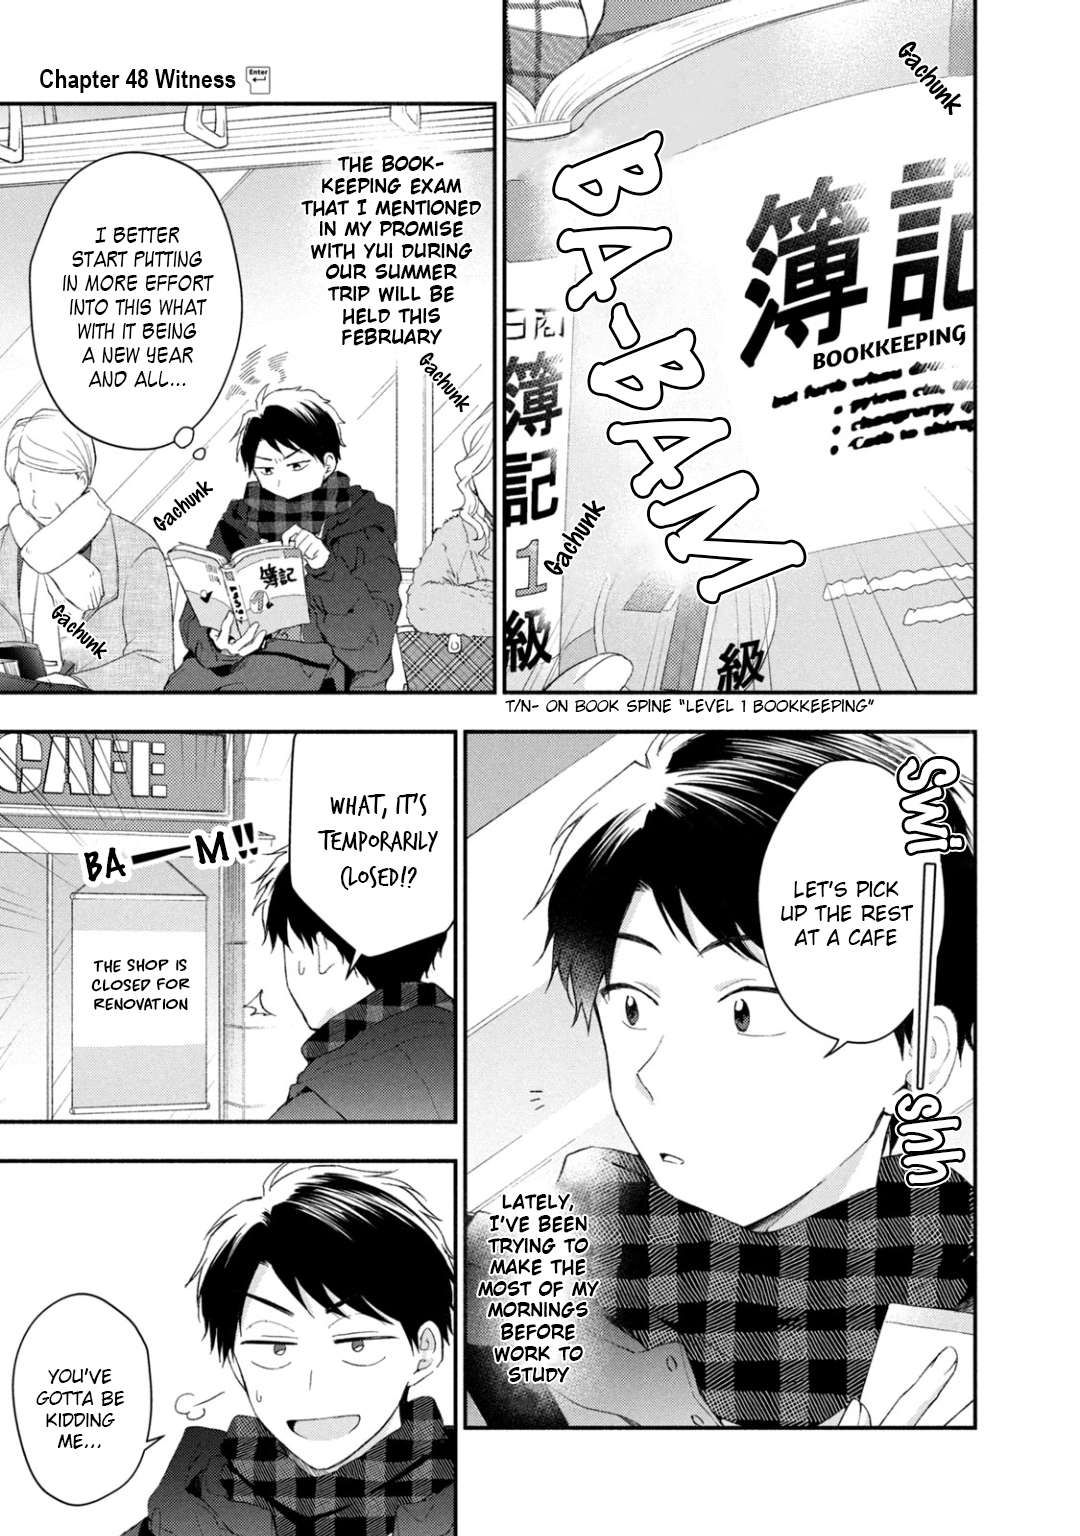 Chapter 48 Witness
Enter
Gachunk
BA-BAM
簿記
BOOKKEEPING
日商
簿
記
1
級
級
Gachunk
T/N- ON BOOK SPINE "LEVEL 1 BOOKKEEPING"
THE BOOK-
KEEPING EXAM
THAT I MENTIONED
IN MY PROMISE
WITH YUI DURING
OUR SUMMER
TRIP WILL BE
HELD THIS
FEBRUARY
I BETTER
START PUTTING
IN MORE EFFORT
INTO THIS WHAT
WITH IT BEING
A NEW YEAR
AND ALL...
Gachunk
Gachunk
簿記
Gachunk
Swi
shh
LET'S PICK
UP THE REST
AT A CAFE
LATELY,
I'VE BEEN
TRYING TO
MAKE THE
MOST OF MY
MORNINGS
BEFORE
WORK TO
STUDY
CAFE
WHAT, IT'S
TEMPORARILY
CLOSED!?
BA—M!!
THE SHOP IS
CLOSED FOR
RENOVATION
YOU'VE
GOTTA BE
KIDDING
ME...